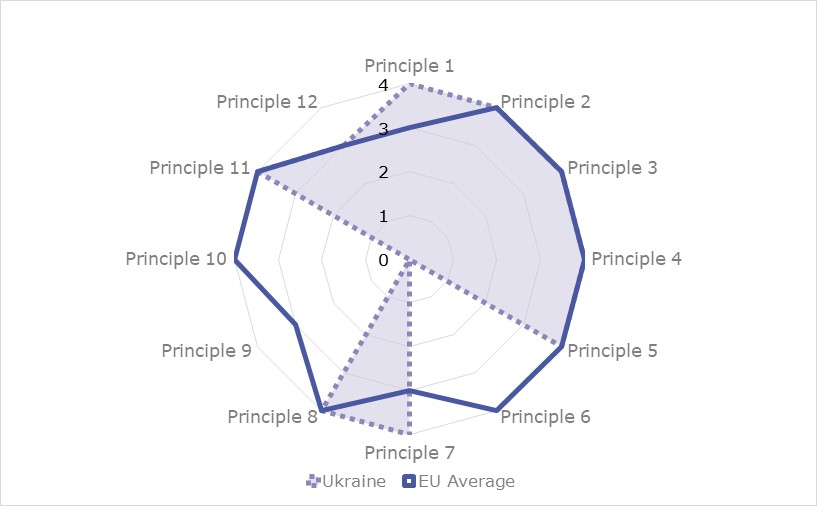 Principle 1
Principle 2
Principle 3
Principle 4
Principle 5
Principle 6
Principle 7
Principle 8
Principle 9
Principle 10
Principle 11
Principle 12
4
3
2
1
0
Ukraine
EU Average